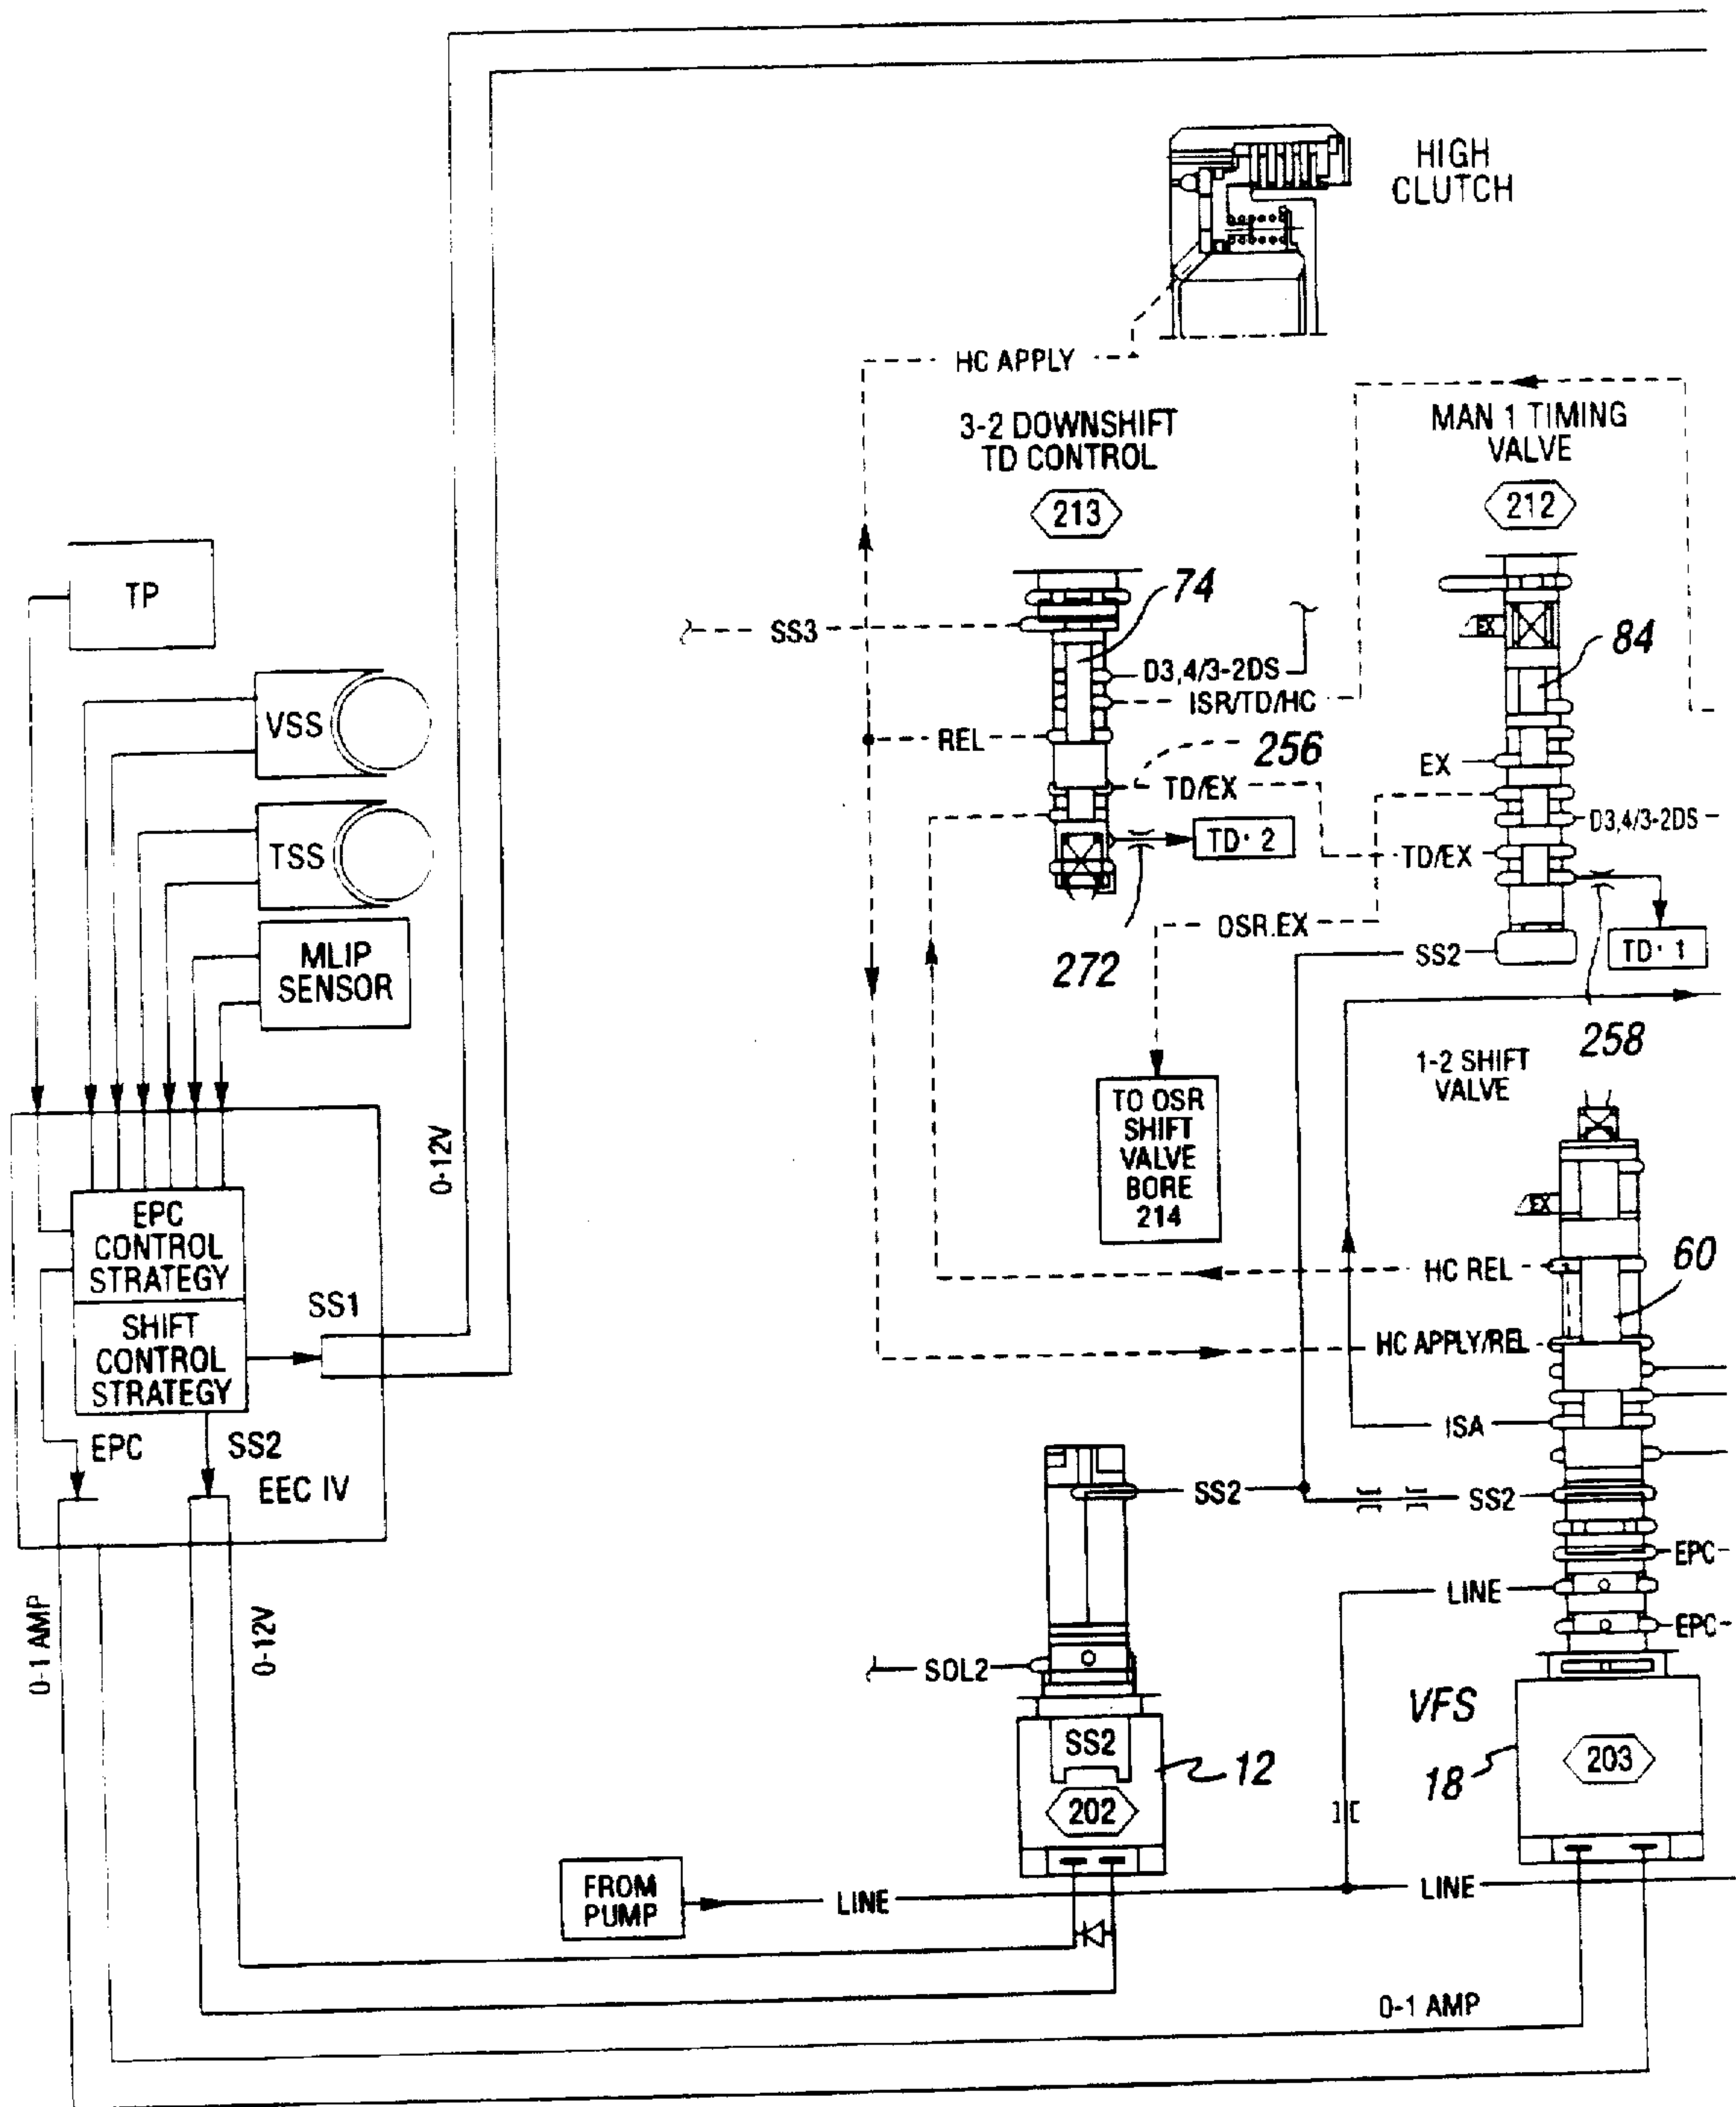 HIGH
CLUTCH
HC APPLY
3-2 DOWNSHIFT
TD CONTROL
213
MAN 1 TIMING
VALVE
212
TP
74
SS3
EX
84
D3,4/3-2DS
ISR/TD/HC
VSS
REL
256
EX
TD/EX
D3,4/3-2DS
TSS
TD·2
TD/EX
OSR.EX
MLIP
SENSOR
272
SS2
TD·1
258
1-2 SHIFT
VALVE
TO OSR
SHIFT
VALVE
BORE
214
0-12V
EX
EPC
CONTROL
STRATEGY
HC REL
60
SS1
SHIFT
CONTROL
STRATEGY
HC APPLY/REL
ISA
EPC
SS2
EEC IV
SS2
SS2
EPC
LINE
EPC
0-1 AMP
0-12V
SOL2
VFS
SS2
12
18
203
202
FROM
PUMP
LINE
LINE
0-1 AMP